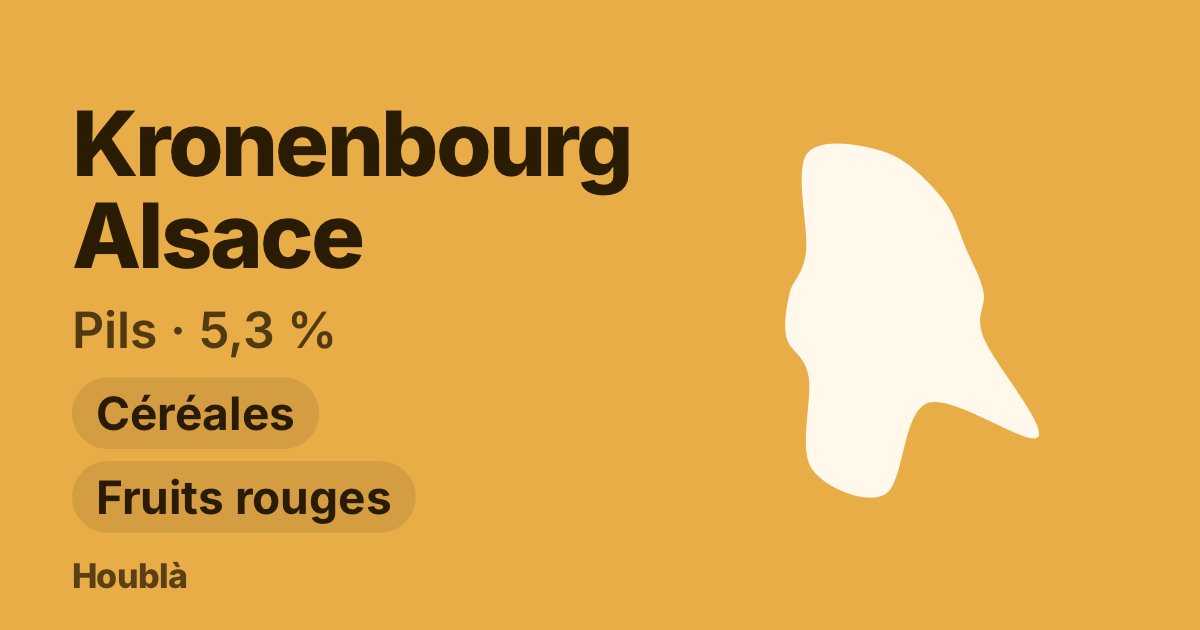 Kronenbourg
Alsace
Pils · 5,3 %
Céréales
Fruits rouges
Houblà